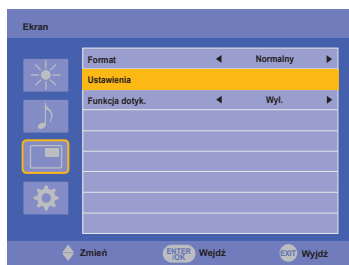 Ekran
Format Normalny
Ustawienia
Funkcja dotyk. Wył.
Zmień ENTER /OK Wejdź EXIT Wyjdź